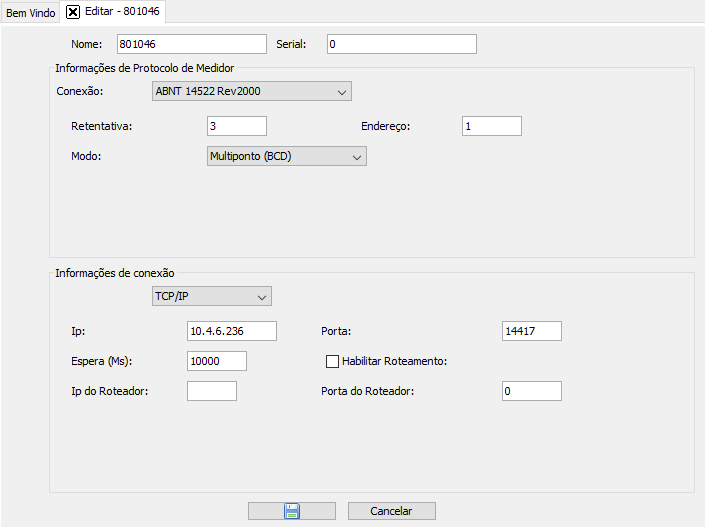 Bem Vindo Editar - 801046
Nome: 801046 Serial: 0
Informações de Protocolo de Medidor
Conexão: ABNT 14522 Rev2000
Retentativa: 3 Endereço: 1
Modo: Multiponto (BCD)
Informações de conexão
TCP/IP
Ip: 10.4.6.236 Porta: 14417
Espera (Ms): 10000 Habilitar Roteamento:
Ip do Roteador: Porta do Roteador: 0
Cancelar